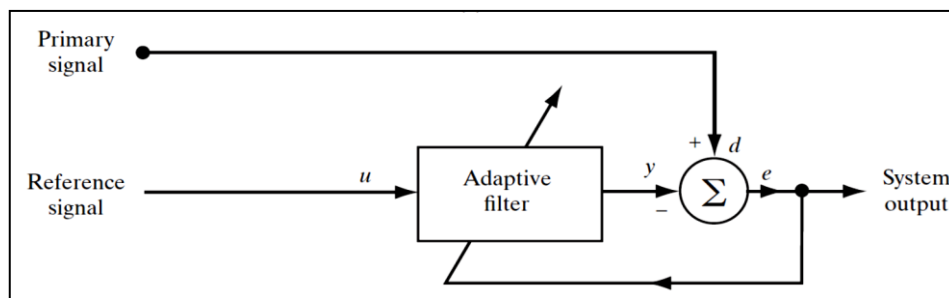 Primary
signal
+ d
Reference
signal
u
Adaptive
filter
y
−
Σ
e
System
output